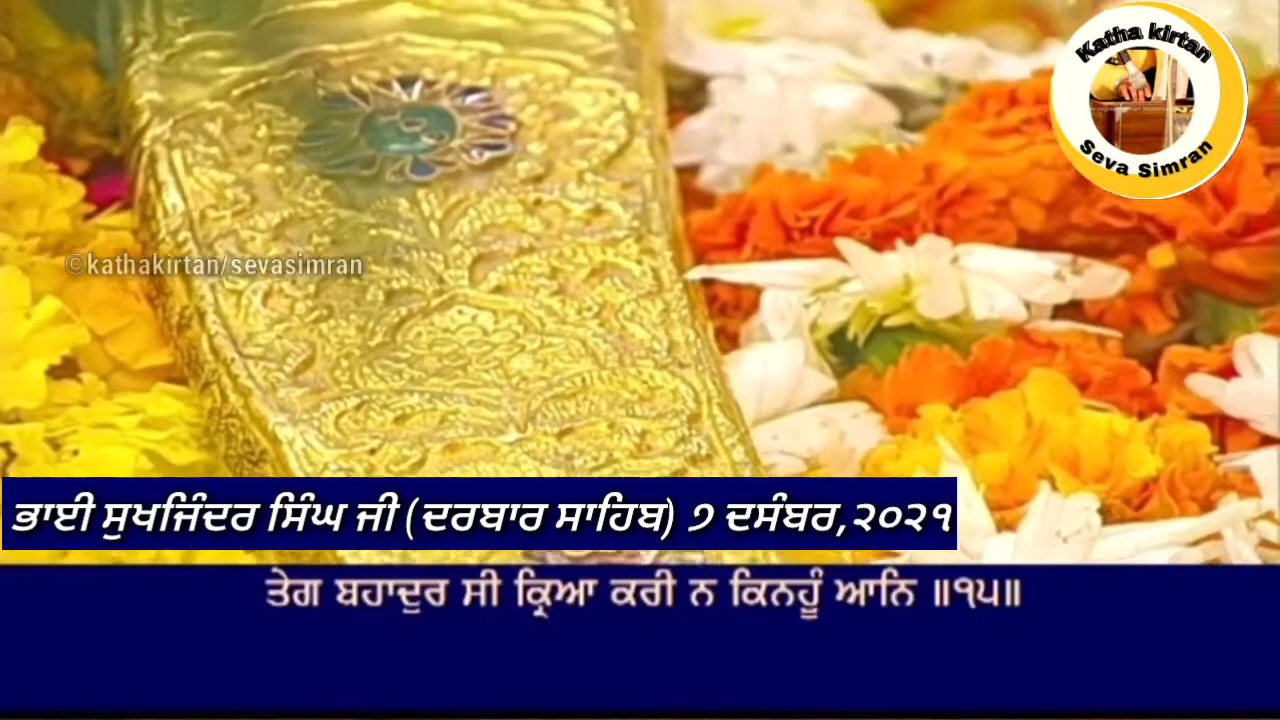 Katha kirtan
Seva Simran
©kathakirtan/sevasimran
ਭਾਈ ਸੁਖਜਿੰਦਰ ਸਿੰਘ ਜੀ (ਦਰਬਾਰ ਸਾਹਿਬ) ੭ ਦਸੰਬਰ,੨੦੨੧
ਤੇਗ ਬਹਾਦੁਰ ਸੀ ਕ੍ਰਿਆ ਕਰੀ ਨ ਕਿਨਹੂੰ ਆਨਿ ॥੧੫॥